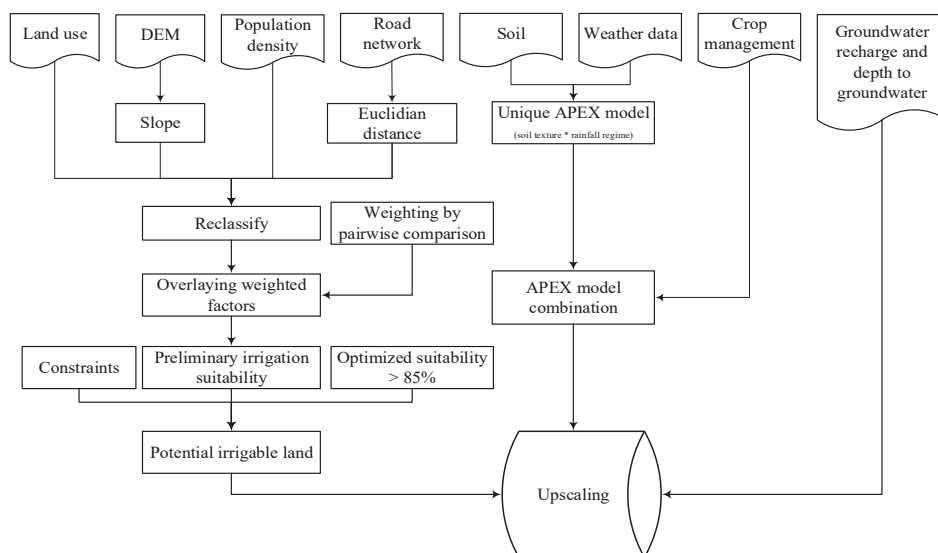 Land use
DEM
Population
density
Road
network
Soil
Weather data
Crop
management
Groundwater
recharge and
depth to
groundwater
Slope
Euclidian
distance
Unique APEX model
(soil texture * rainfall regime)
Reclassify
Weighting by
pairwise comparison
Overlaying weighted
factors
APEX model
combination
Constraints
Preliminary irrigation
suitability
Optimized suitability
> 85%
Potential irrigable land
Upscaling